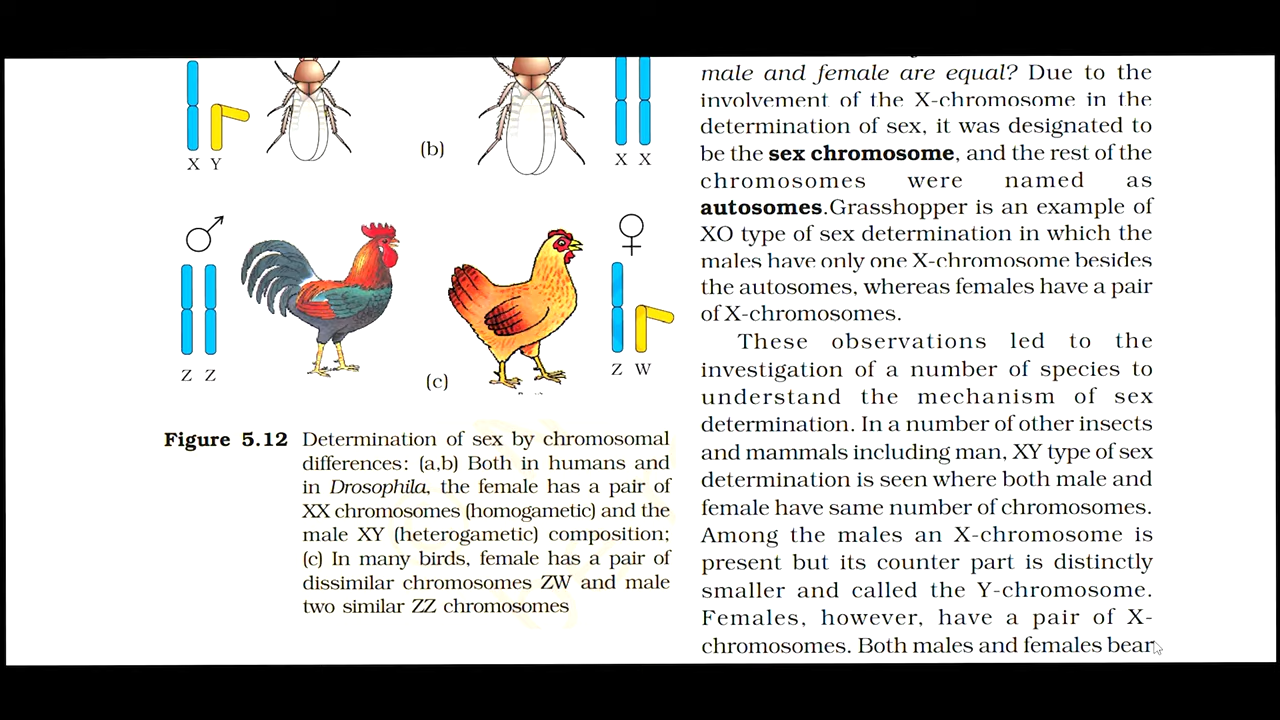 X Y
(b)
X X
♂
♀
Z Z
(c)
Z W
Figure 5.12 Determination of sex by chromosomal
differences: (a,b) Both in humans and
in Drosophila, the female has a pair of
XX chromosomes (homogametic) and the
male XY (heterogametic) composition;
(c) In many birds, female has a pair of
dissimilar chromosomes ZW and male
two similar ZZ chromosomes
male and female are equal? Due to the
involvement of the X-chromosome in the
determination of sex, it was designated to
be the sex chromosome, and the rest of the
chromosomes were named as
autosomes.Grasshopper is an example of
XO type of sex determination in which the
males have only one X-chromosome besides
the autosomes, whereas females have a pair
of X-chromosomes.
These observations led to the
investigation of a number of species to
understand the mechanism of sex
determination. In a number of other insects
and mammals including man, XY type of sex
determination is seen where both male and
female have same number of chromosomes.
Among the males an X-chromosome is
present but its counter part is distinctly
smaller and called the Y-chromosome.
Females, however, have a pair of X-
chromosomes. Both males and females bear